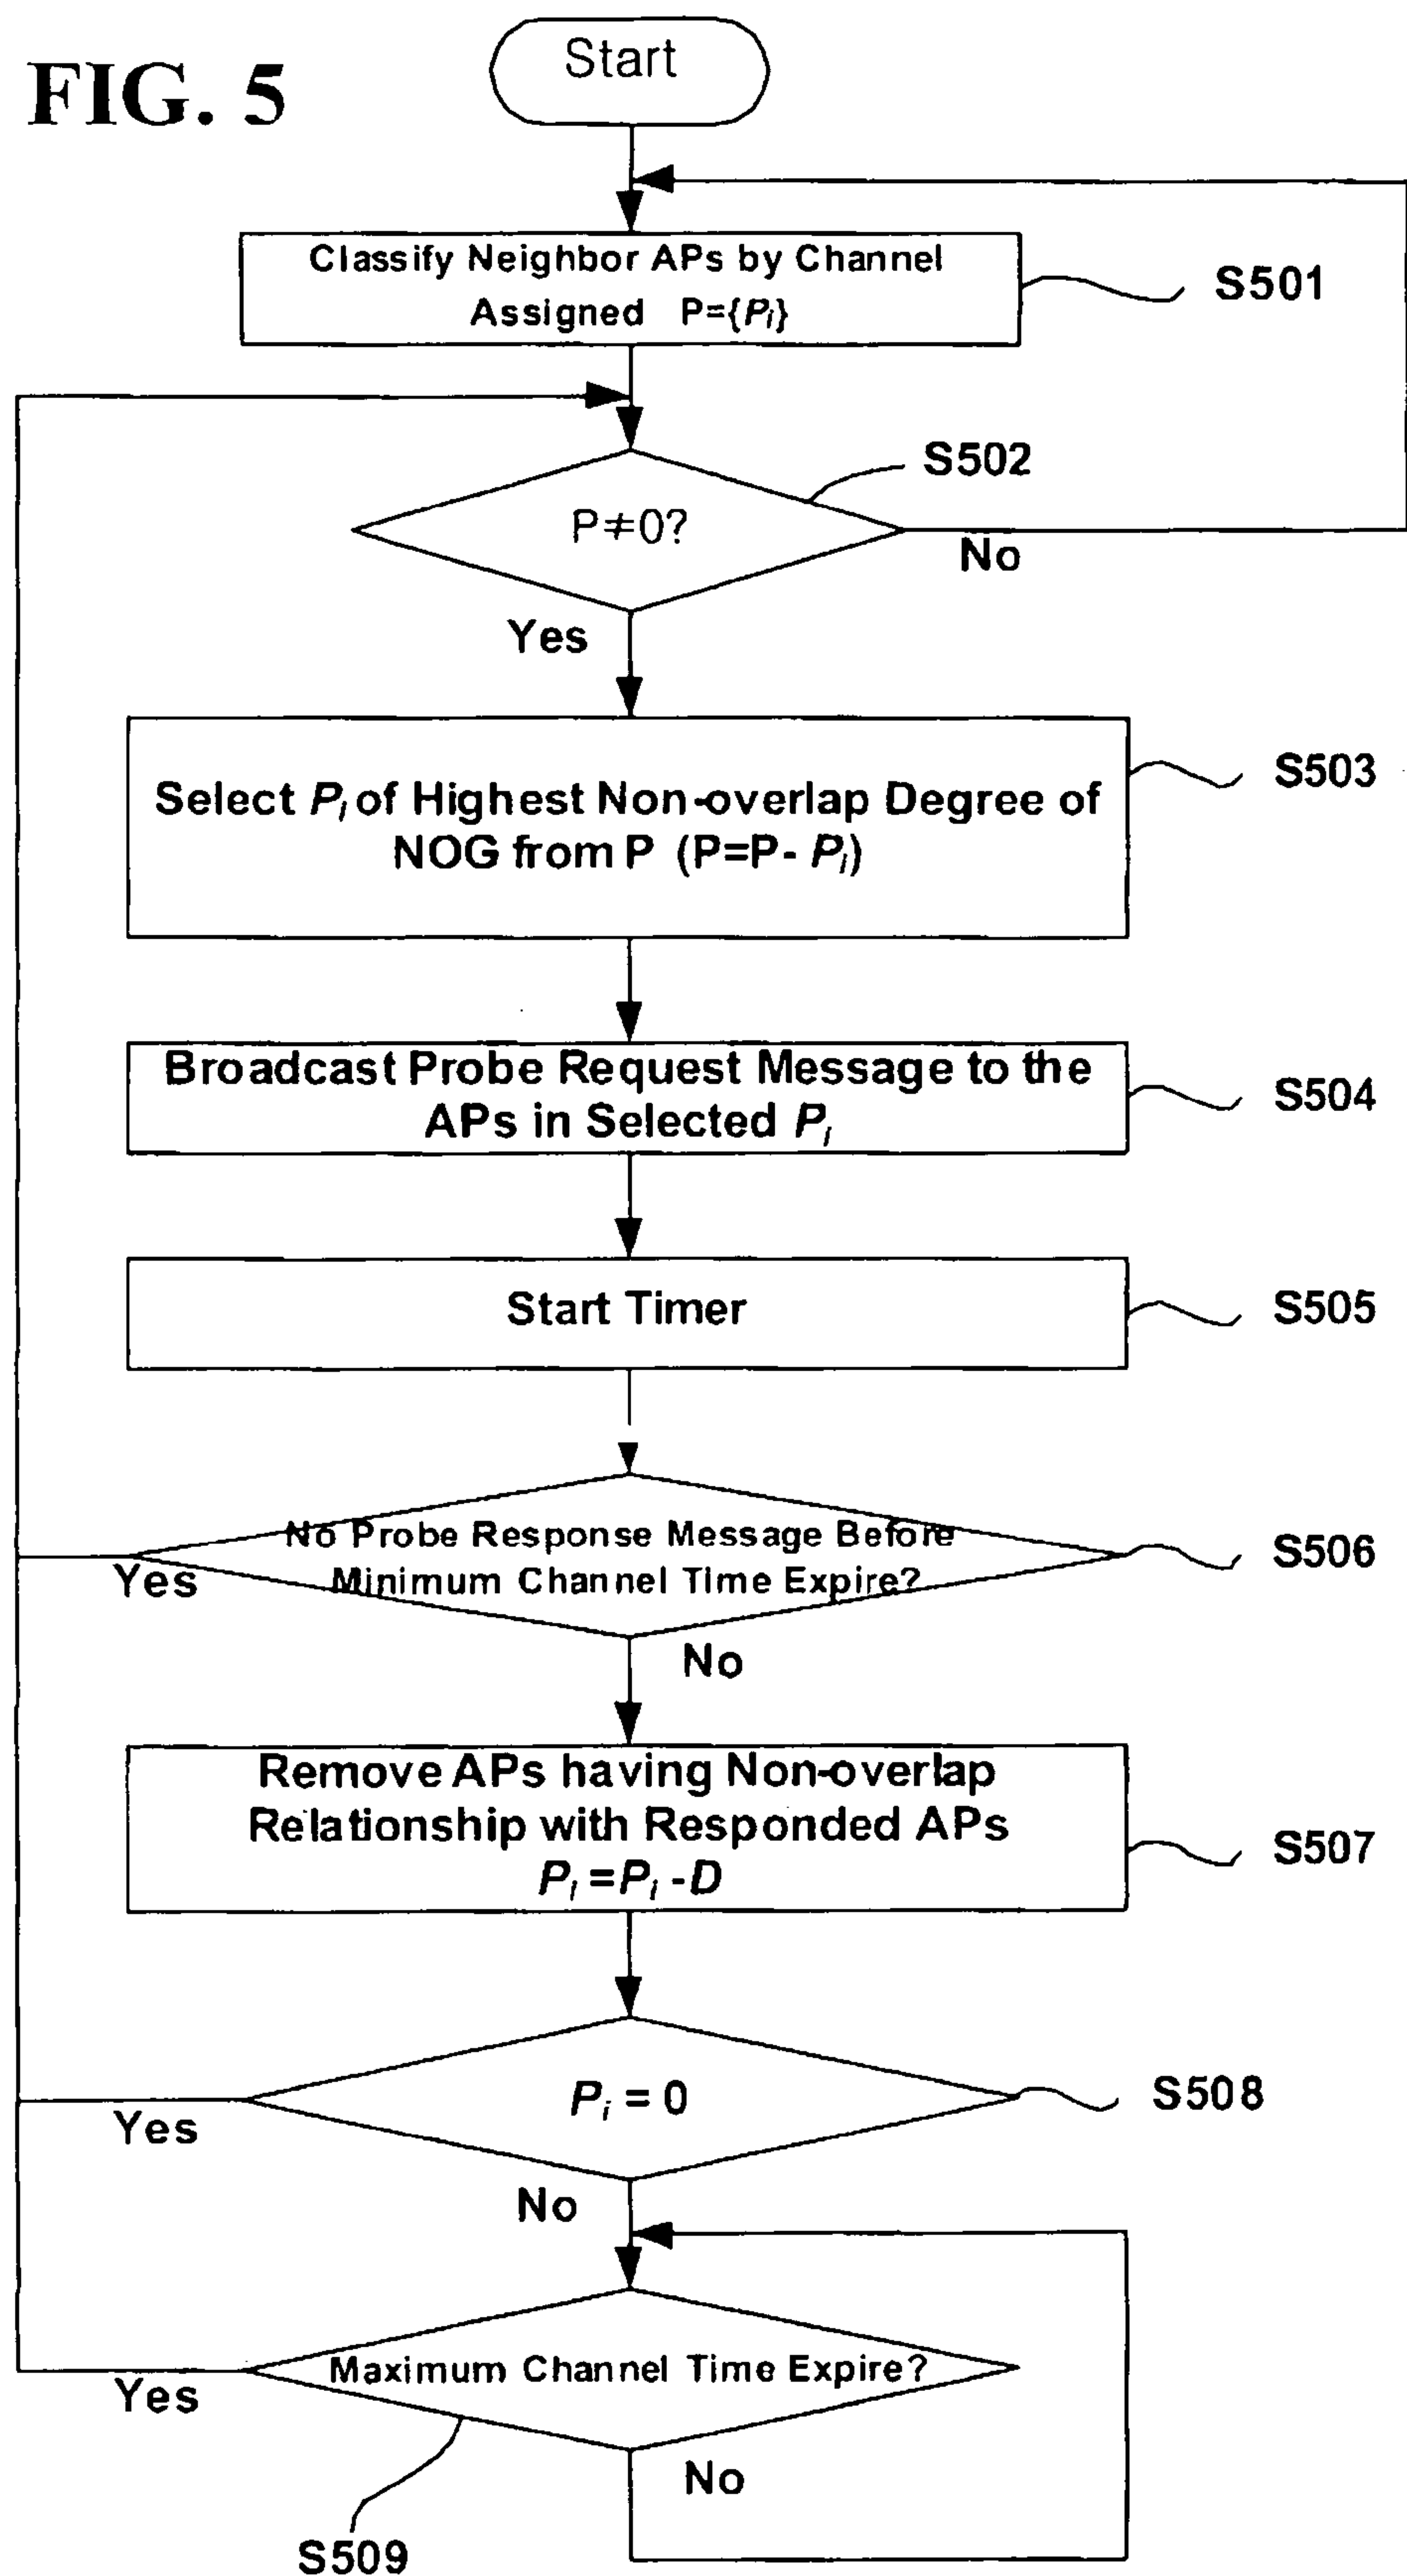 FIG. 5
Start
Classify Neighbor APs by Channel
Assigned P={Pi}
S501
S502
P≠0?
No
Yes
Select Pi of Highest Non-overlap Degree of
NOG from P (P=P- Pi)
S503
Broadcast Probe Request Message to the
APs in Selected Pi
S504
Start Timer
S505
No Probe Response Message Before
Minimum Channel Time Expire?
S506
Yes
No
Remove APs having Non-overlap
Relationship with Responded APs
Pi =Pi -D
S507
Pi = 0
S508
Yes
No
Maximum Channel Time Expire?
Yes
No
S509